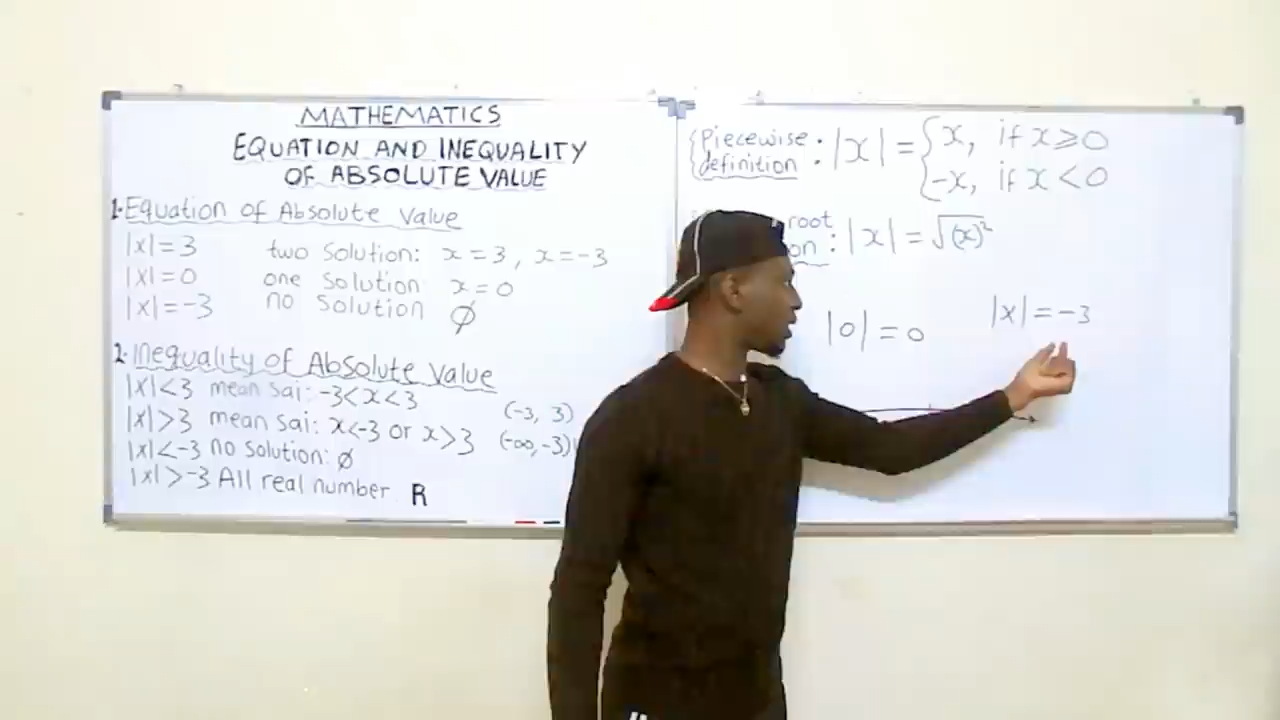 MATHEMATICS
EQUATION AND INEQUALITY
OF ABSOLUTE VALUE
1. Equation of Absolute Value
|x|=3 two solution: x=3, x=-3
|x|=0 one solution x=0
|x|=-3 no solution ∅
2. Inequality of Absolute Value
|x|<3 mean sai: -3<x<3 (-3, 3)
|x|>3 mean sai: x<-3 or x>3 (-∞,-3)
|x|<-3 no solution: ∅
|x|>-3 All real number R
Piecewise definition: |x| = { x, if x≥0
-x, if x<0
root
: |x| = √(x)²
|0|=0
|x|=-3